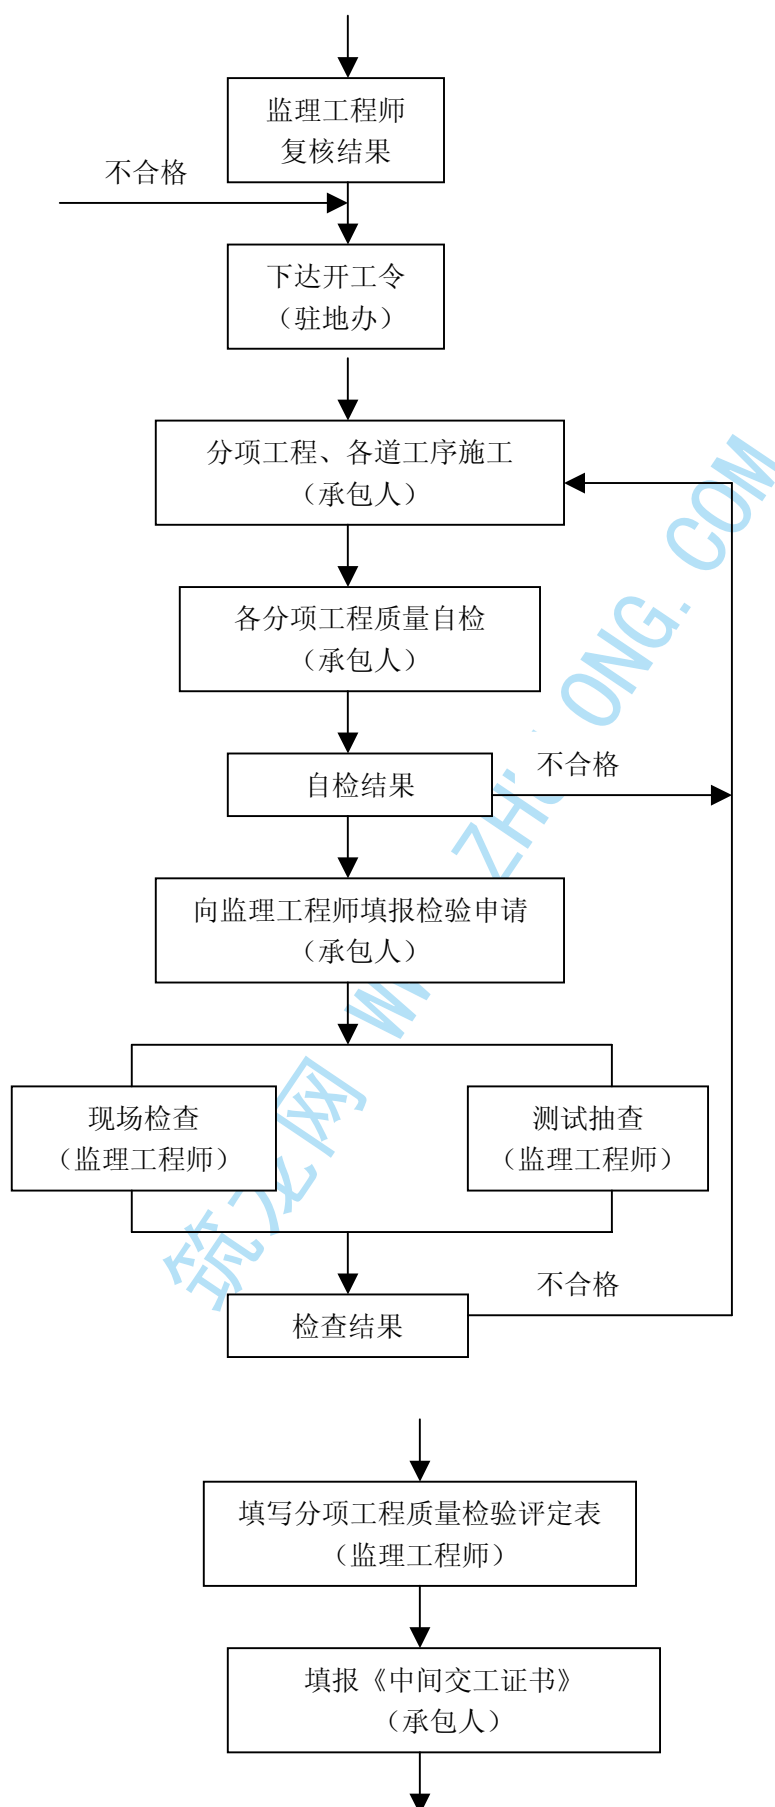 监理工程师
复核结果
不合格
下达开工令
（驻地办）
分项工程、各道工序施工
（承包人）
各分项工程质量自检
（承包人）
自检结果
不合格
向监理工程师填报检验申请
（承包人）
现场检查
（监理工程师）
测试抽查
（监理工程师）
检查结果
不合格
填写分项工程质量检验评定表
（监理工程师）
填报《中间交工证书》
（承包人）
筑龙网